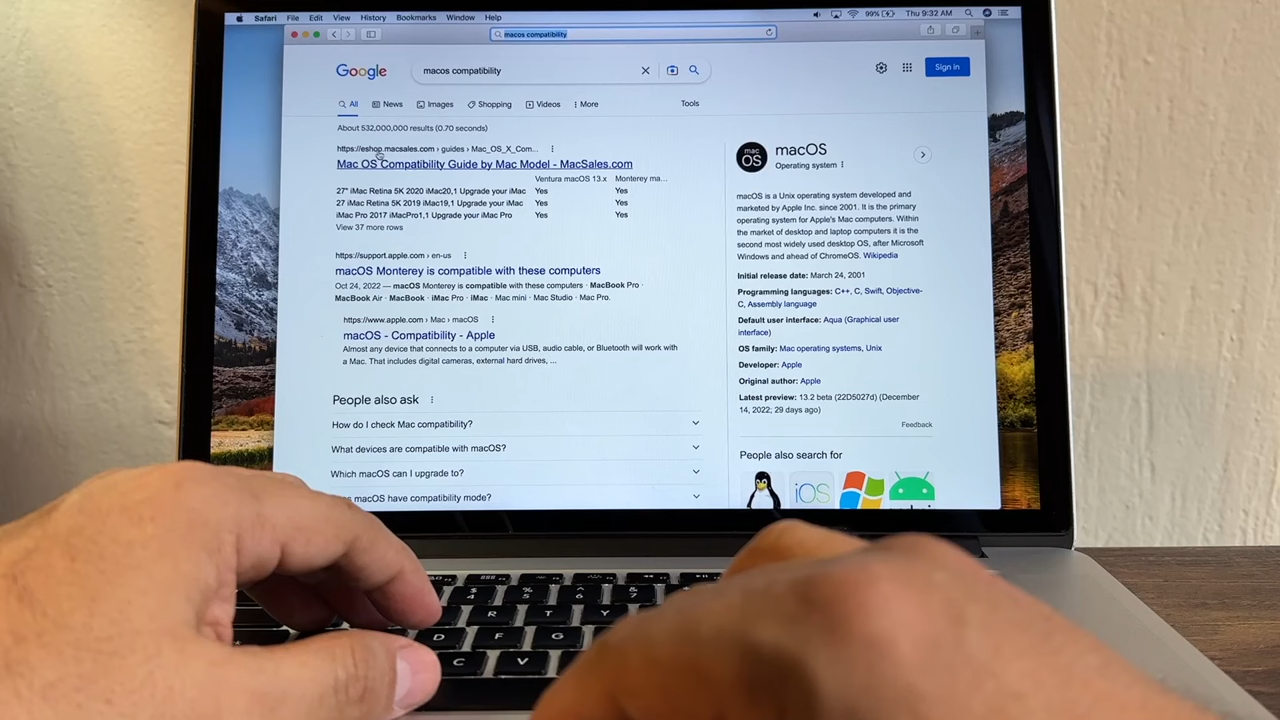 Safari File Edit View History Bookmarks Window Help
99% Thu 9:32 AM
macos compatibility
Google
macos compatibility
Sign in
All News Images Shopping Videos More Tools
About 532,000,000 results (0.70 seconds)
https://eshop.macsales.com › guides › Mac_OS_X_Com...
Mac OS Compatibility Guide by Mac Model - MacSales.com
Ventura macOS 13.x Monterey ma...
27" iMac Retina 5K 2020 iMac20,1 Upgrade your iMac Yes Yes
27 iMac Retina 5K 2019 iMac19,1 Upgrade your iMac Yes Yes
iMac Pro 2017 iMacPro1,1 Upgrade your iMac Pro Yes Yes
View 37 more rows
https://support.apple.com › en-us
macOS Monterey is compatible with these computers
Oct 24, 2022 — macOS Monterey is compatible with these computers · MacBook Pro ·
MacBook Air · MacBook · iMac Pro · iMac · Mac mini · Mac Studio · Mac Pro.
https://www.apple.com › Mac › macOS
macOS - Compatibility - Apple
Almost any device that connects to a computer via USB, audio cable, or Bluetooth will work with
a Mac. That includes digital cameras, external hard drives, ...
People also ask
How do I check Mac compatibility?
What devices are compatible with macOS?
Which macOS can I upgrade to?
macOS have compatibility mode?
mac
OS
macOS
Operating system
macOS is a Unix operating system developed and
marketed by Apple Inc. since 2001. It is the primary
operating system for Apple's Mac computers. Within
the market of desktop and laptop computers it is the
second most widely used desktop OS, after Microsoft
Windows and ahead of ChromeOS. Wikipedia
Initial release date: March 24, 2001
Programming languages: C++, C, Swift, Objective-
C, Assembly language
Default user interface: Aqua (Graphical user
interface)
OS family: Mac operating systems, Unix
Developer: Apple
Original author: Apple
Latest preview: 13.2 beta (22D5027d) (December
14, 2022; 29 days ago)
Feedback
People also search for
iOS
$ 4 % 5 ^ 6 & 7
R T Y
D F G
C V